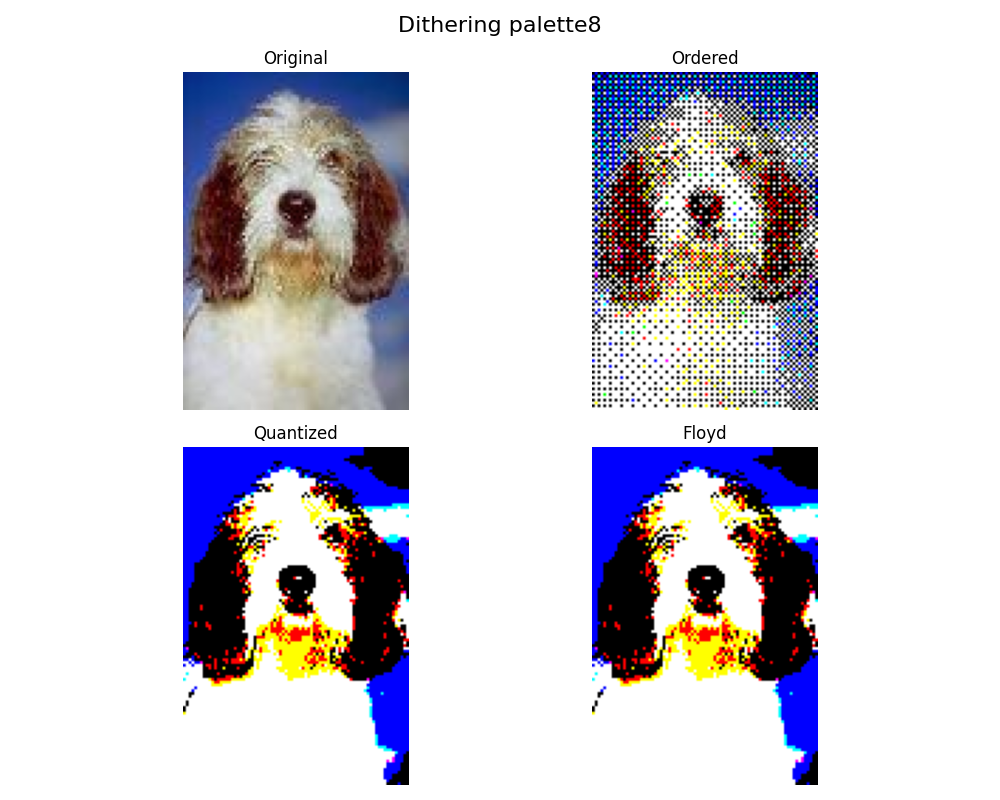 Dithering palette8
Original
Ordered
Quantized
Floyd